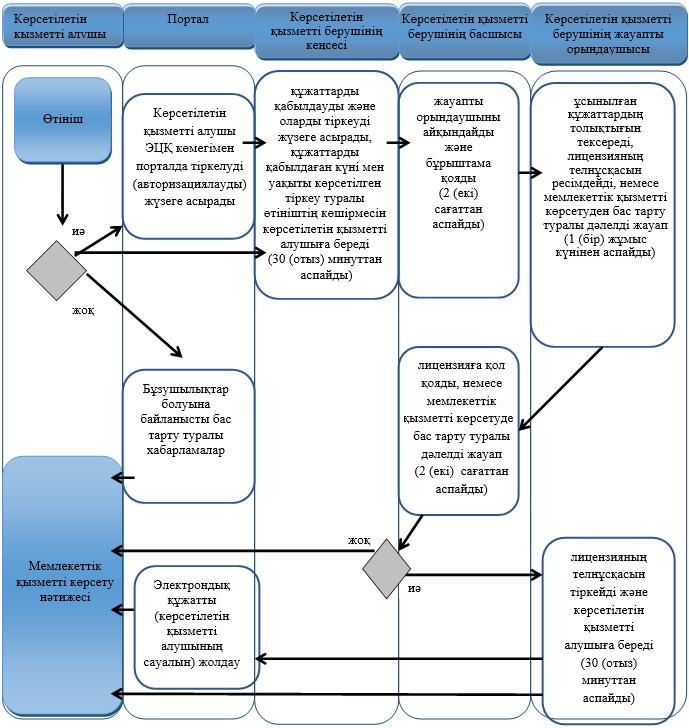 Көрсетілетін
қызметті алушы
Портал
Көрсетілетін
қызметті берушінің
кеңсесі
Көрсетілетін қызметті
берушінің басшысы
Көрсетілетін қызметті
берушінің жауапты
орындаушысы
Өтініш
иә
жоқ
Көрсетілетін
қызметті алушы
ЭЦҚ көмегімен
порталда тіркелуді
(авторизациялауды)
жүзеге асырады
құжаттарды
қабылдауды және
оларды тіркеуді
жүзеге асырады,
құжаттарды
қабылдаған күні мен
уақыты көрсетілген
тіркеу туралы
өтініштің көшірмесін
көрсетілетін қызметті
алушыға береді
(30 (отыз) минуттан
аспайды)
жауапты
орындаушыны
айқындайды
және
бұрыштама
қояды
(2 (екі)
сағаттан
аспайды)
ұсынылған
құжаттардың
толықтығын
тексереді,
лицензияның
телнұсқасын
ресімдейді, немесе
мемлекеттік қызметті
көрсетуден бас тарту
туралы дәлелді жауап
(1 (бір) жұмыс
күнінен аспайды)
Бұзушылықтар
болуына
байланысты бас
тарту туралы
хабарламалар
лицензияға қол
қояды, немесе
мемлекеттік
қызметті көрсетуде
бас тарту туралы
дәлелді жауап
(2 (екі) сағаттан
аспайды)
жоқ
иә
Мемлекеттік
қызметті көрсету
нәтижесі
Электрондық
құжатты
(көрсетілетін
қызметті
алушының
сауалын) жолдау
лицензияның
телнұсқасын
тіркейді және
көрсетілетін
қызметті
алушыға береді
(30 (отыз)
минуттан
аспайды)